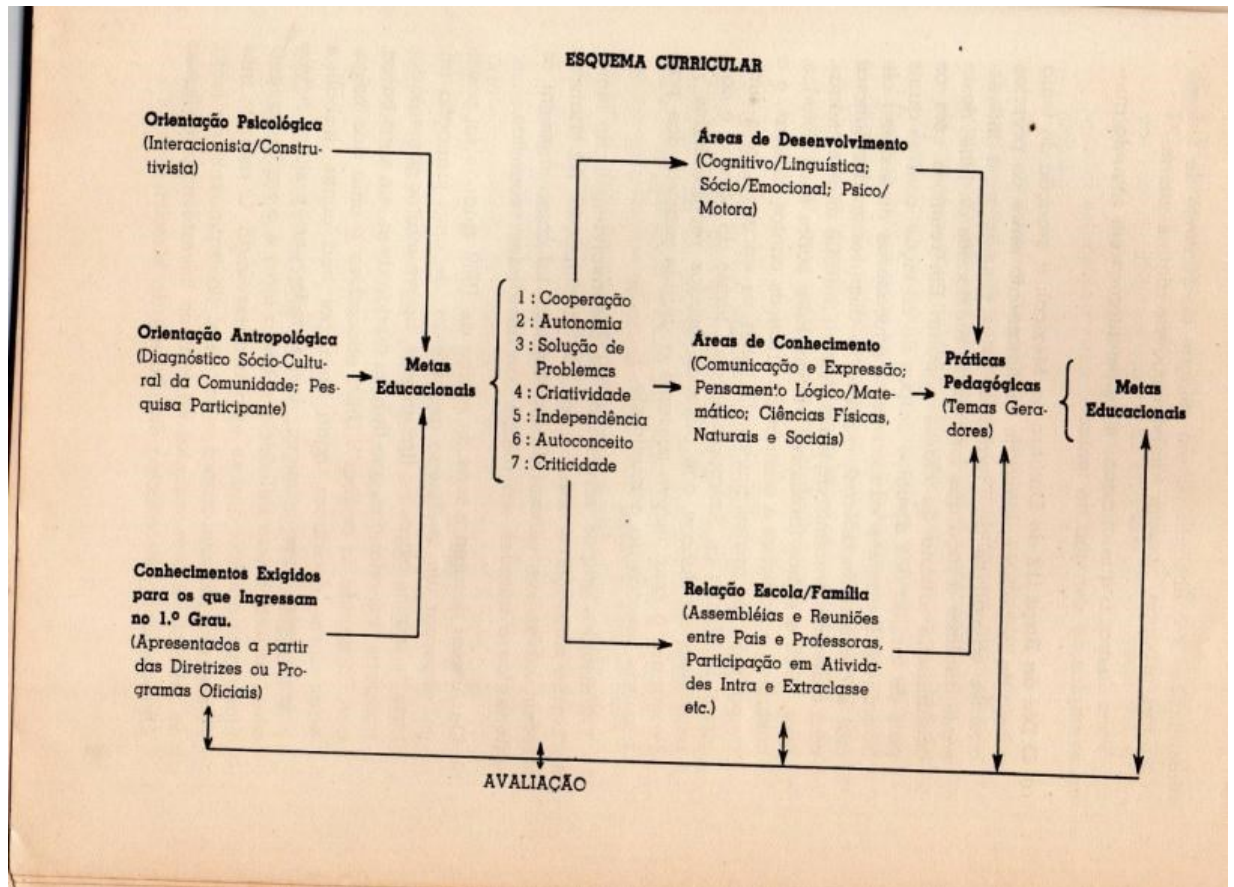 ESQUEMA CURRICULAR
Orientação Psicológica
(Interacionista/Constru-
tivista)
Orientação Antropológica
(Diagnóstico Sócio-Cultu-
ral da Comunidade; Pes-
quisa Participante)
Conhecimentos Exigidos
para os que Ingressam
no 1.º Grau.
(Apresentados a partir
das Diretrizes ou Pro-
gramas Oficiais)
Metas
Educacionais
1 : Cooperação
2 : Autonomia
3 : Solução de
Problemas
4 : Criatividade
5 : Independência
6 : Autoconceito
7 : Criticidade
Áreas de Desenvolvimento
(Cognitivo/Linguística;
Sócio/Emocional; Psico/
Motora)
Áreas de Conhecimento
(Comunicação e Expressão;
Pensamento Lógico/Mate-
mático; Ciências Físicas,
Naturais e Sociais)
Relação Escola/Família
(Assembléias e Reuniões
entre Pais e Professoras,
Participação em Ativida-
des Intra e Extraclasse
etc.)
Práticas
Pedagógicas
(Temas Gera-
dores)
Metas
Educacionais
AVALIAÇÃO